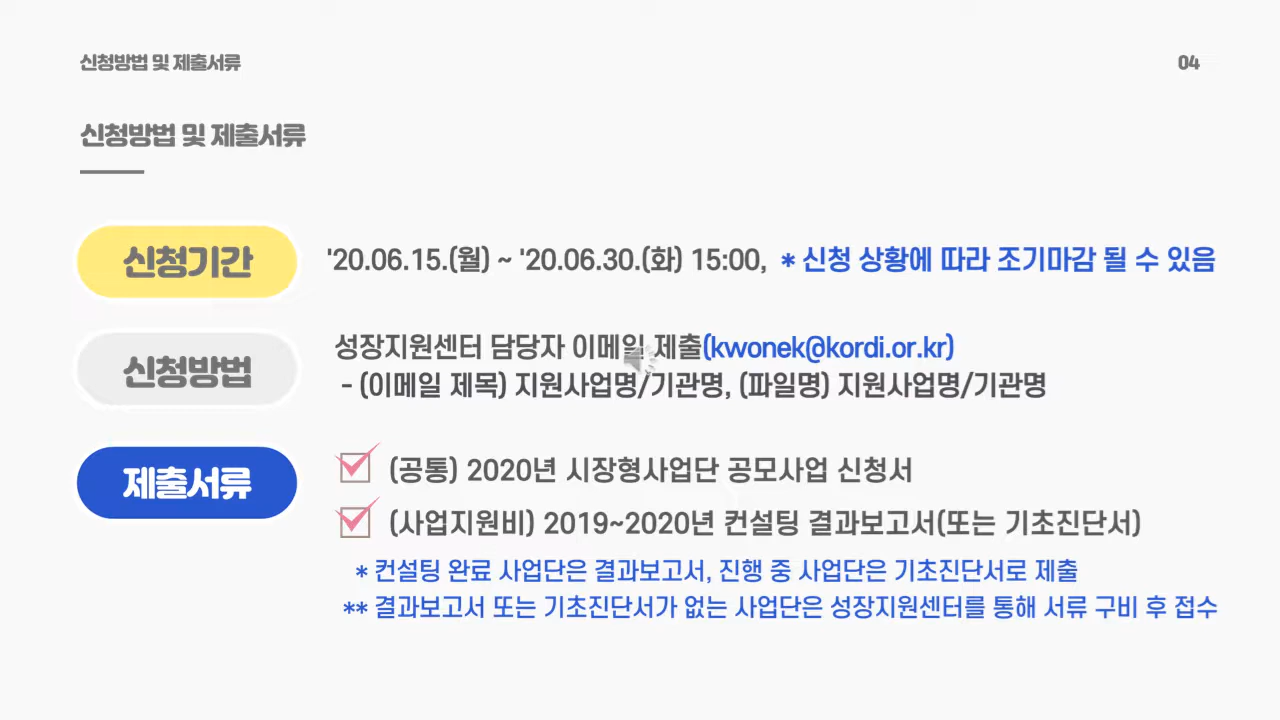 신청방법 및 제출서류
04
신청방법 및 제출서류
신청기간
'20.06.15.(월) ~ '20.06.30.(화) 15:00, * 신청 상황에 따라 조기마감 될 수 있음
신청방법
성장지원센터 담당자 이메일 제출(kwonek@kordi.or.kr)
- (이메일 제목) 지원사업명/기관명, (파일명) 지원사업명/기관명
제출서류
(공통) 2020년 시장형사업단 공모사업 신청서
(사업지원비) 2019~2020년 컨설팅 결과보고서(또는 기초진단서)
* 컨설팅 완료 사업단은 결과보고서, 진행 중 사업단은 기초진단서로 제출
** 결과보고서 또는 기초진단서가 없는 사업단은 성장지원센터를 통해 서류 구비 후 접수